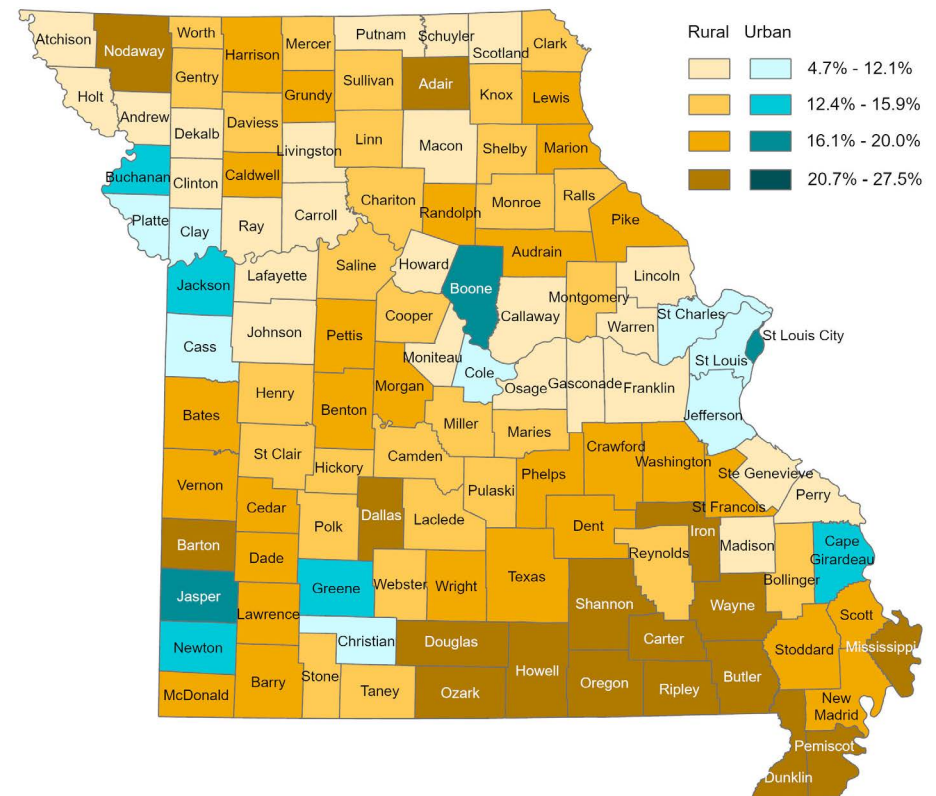 Rural Urban
4.7% - 12.1%
12.4% - 15.9%
16.1% - 20.0%
20.7% - 27.5%
Atchison
Nodaway
Worth
Harrison
Mercer
Putnam
Schuyler
Scotland
Clark
Gentry
Sullivan
Adair
Knox
Lewis
Holt
Andrew
Dekalb
Daviess
Grundy
Linn
Macon
Shelby
Marion
Livingston
Buchanan
Clinton
Caldwell
Chariton
Randolph
Monroe
Ralls
Pike
Platte
Clay
Ray
Carroll
Audrain
Saline
Howard
Boone
Lincoln
Jackson
Lafayette
Callaway
Montgomery
Warren
St Charles
St Louis City
Cooper
Cass
Johnson
Pettis
Moniteau
Cole
Osage
Gasconade
Franklin
St Louis
Jefferson
Morgan
Henry
Benton
Bates
Miller
Maries
St Clair
Hickory
Camden
Crawford
Washington
Ste Genevieve
Vernon
Pulaski
Phelps
Perry
Cedar
St Francois
Polk
Dallas
Laclede
Dent
Iron
Barton
Dade
Reynolds
Madison
Cape
Girardeau
Bollinger
Jasper
Greene
Webster
Wright
Texas
Shannon
Wayne
Lawrence
Scott
Newton
Christian
Douglas
Carter
Stoddard
Mississippi
McDonald
Barry
Stone
Taney
Ozark
Howell
Oregon
Ripley
Butler
New
Madrid
Pemiscot
Dunklin